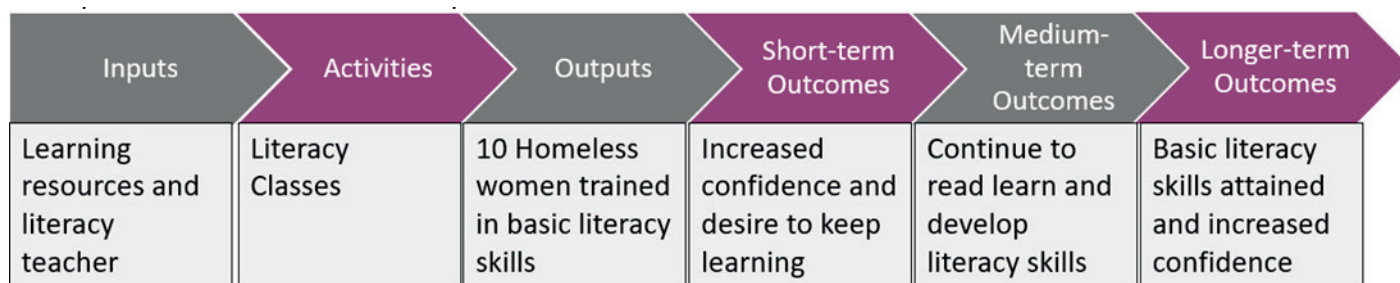 Inputs
Activities
Outputs
Short-term
Outcomes
Medium-
term
Outcomes
Longer-term
Outcomes
Learning
resources and
literacy
teacher
Literacy
Classes
10 Homeless
women trained
in basic literacy
skills
Increased
confidence and
desire to keep
learning
Continue to
read learn and
develop
literacy skills
Basic literacy
skills attained
and increased
confidence